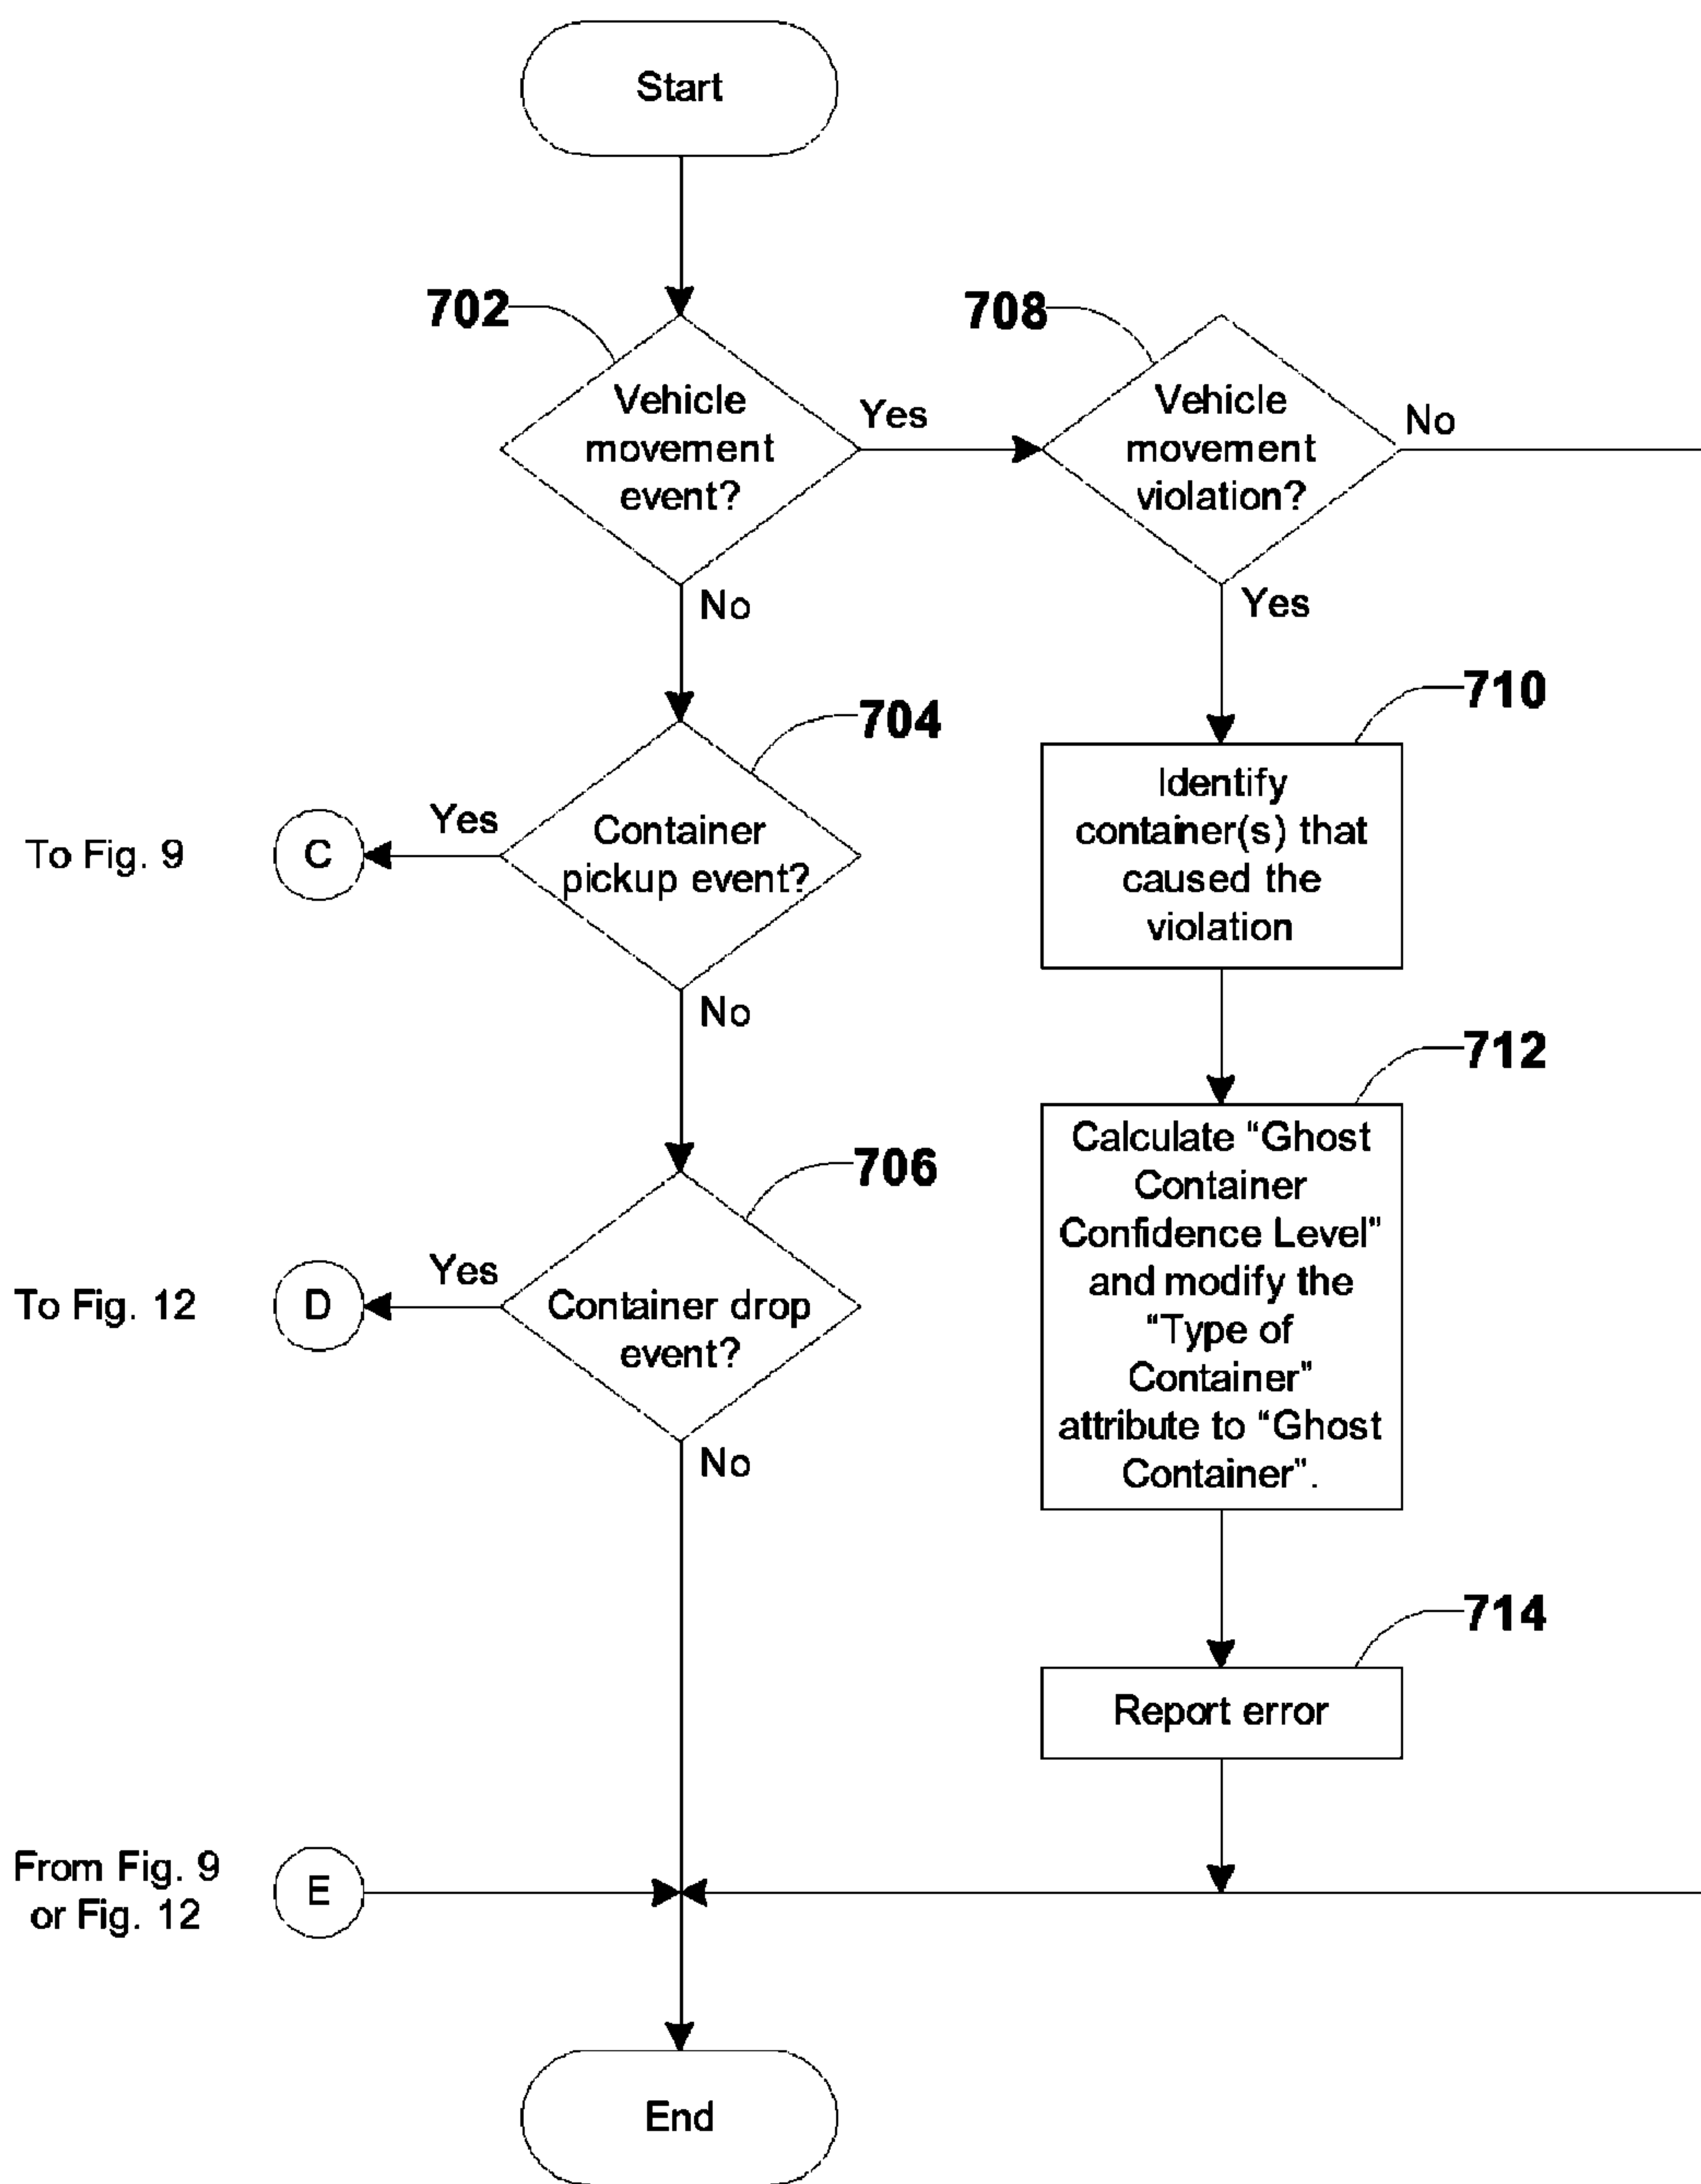 Start
702
Vehicle
movement
event?
Yes
No
708
Vehicle
movement
violation?
No
Yes
704
Container
pickup event?
Yes
No
To Fig. 9
C
710
Identify
container(s) that
caused the
violation
706
Container drop
event?
Yes
No
To Fig. 12
D
712
Calculate “Ghost
Container
Confidence Level”
and modify the
“Type of
Container”
attribute to “Ghost
Container”.
714
Report error
From Fig. 9
or Fig. 12
E
End